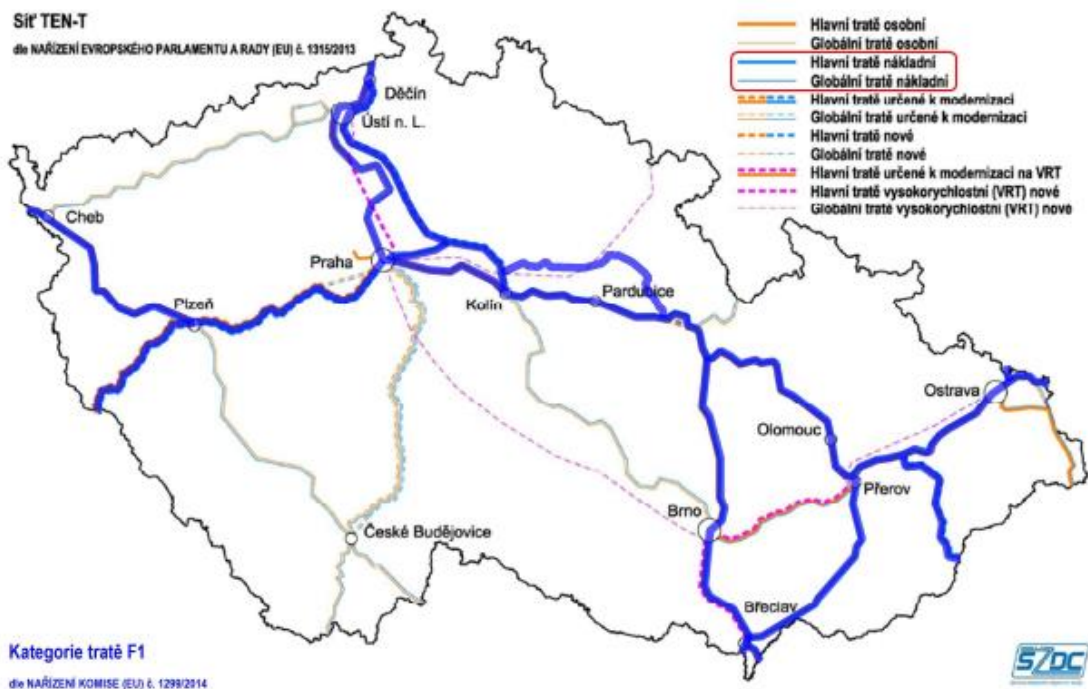 Síť TEN-T
dle NAŘÍZENÍ EVROPSKÉHO PARLAMENTU A RADY (EU) č. 1315/2013
Hlavní tratě osobní
Globální tratě osobní
Hlavní tratě nákladní
Globální tratě nákladní
Hlavní tratě určené k modernizaci
Globální tratě určené k modernizaci
Hlavní tratě nové
Globální tratě nové
Hlavní tratě určené k modernizaci na VRT
Hlavní tratě vysokorychlostní (VRT) nové
Globální tratě vysokorychlostní (VRT) nové
Děčín
Ústí n. L.
Cheb
Praha
Plzeň
Kolín
Pardubice
Ostrava
Olomouc
Přerov
Brno
České Budějovice
Břeclav
Kategorie tratě F1
dle NAŘÍZENÍ KOMISE (EU) č. 1299/2014
SŽDC